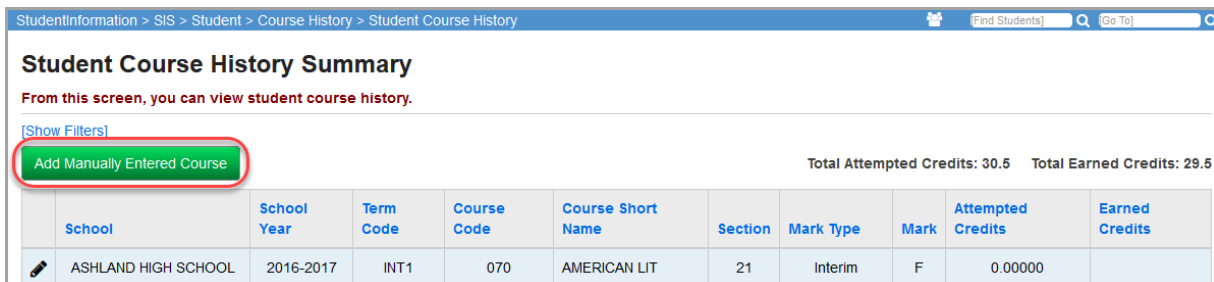 StudentInformation > SIS > Student > Course History > Student Course History [Find Students] [Go To]
Student Course History Summary
From this screen, you can view student course history.
[Show Filters]
Add Manually Entered Course Total Attempted Credits: 30.5 Total Earned Credits: 29.5
School School Year Term Code Course Code Course Short Name Section Mark Type Mark Attempted Credits Earned Credits
ASHLAND HIGH SCHOOL 2016-2017 INT1 070 AMERICAN LIT 21 Interim F 0.00000